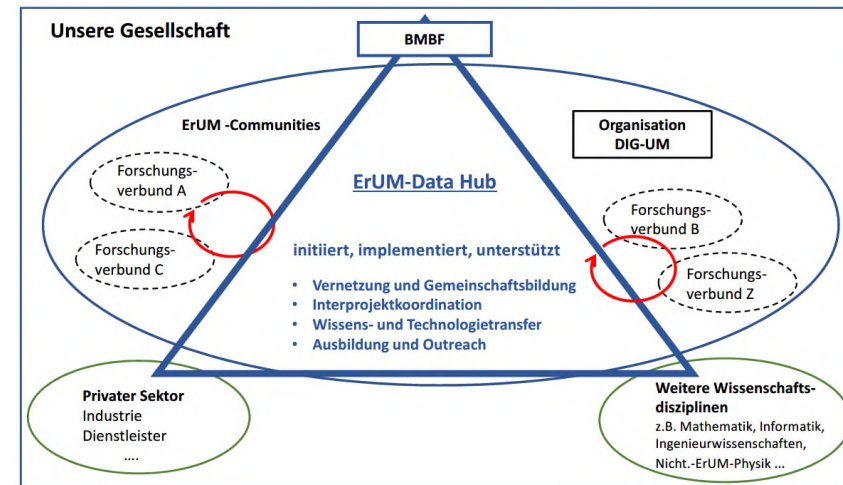 Unsere Gesellschaft
BMBF
ErUM -Communities
Organisation
DIG-UM
Forschungs-
verbund A
Forschungs-
verbund C
ErUM-Data Hub
initiiert, implementiert, unterstützt
• Vernetzung und Gemeinschaftsbildung
• Interprojektkoordination
• Wissens- und Technologietransfer
• Ausbildung und Outreach
Forschungs-
verbund B
Forschungs-
verbund Z
Privater Sektor
Industrie
Dienstleister
....
Weitere Wissenschafts-
disziplinen
z.B. Mathematik, Informatik,
Ingenieurwissenschaften,
Nicht.-ErUM-Physik ...